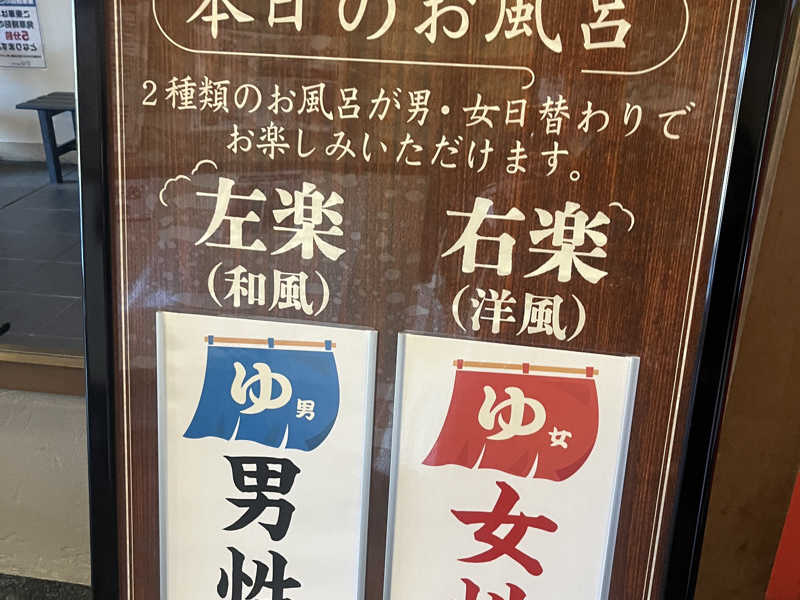 本日のお風呂
2種類のお風呂が男・女日替わりで
お楽しみいただけます。
左楽
(和風)
右楽
(洋風)
ゆ
男
男性
ゆ
女
女性